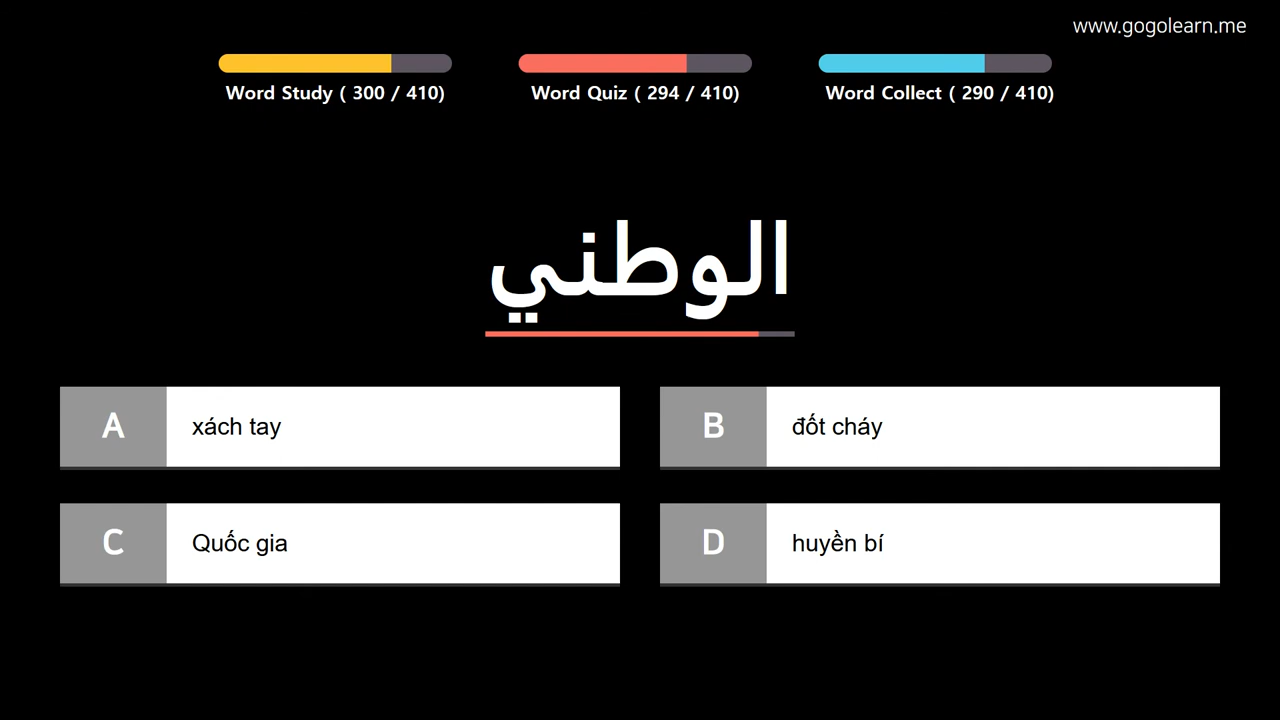 www.gogolearn.me
Word Study ( 300 / 410)
Word Quiz ( 294 / 410)
Word Collect ( 290 / 410)
الوطني
A xách tay
B đốt cháy
C Quốc gia
D huyền bí